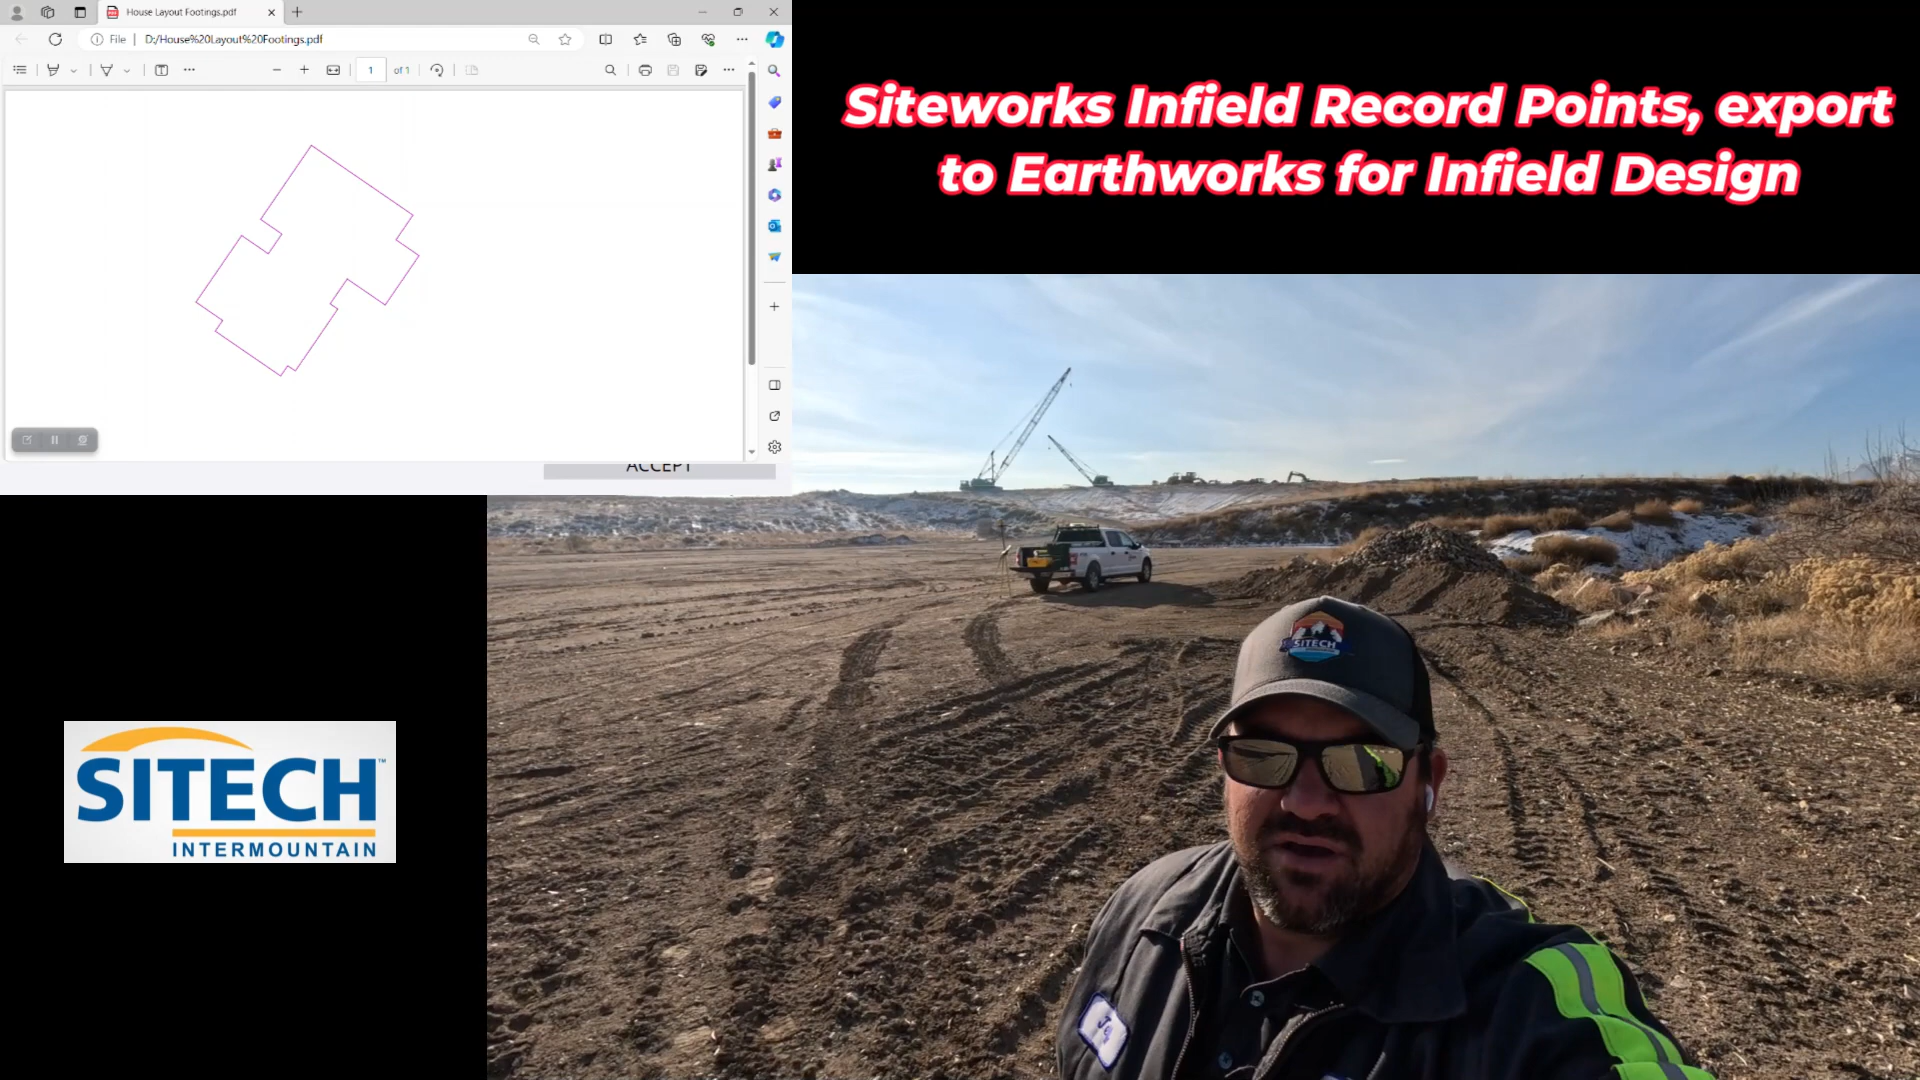 House Layout Footings.pdf
File
D:/House%20Layout%20Footings.pdf
1
of 1
Siteworks Infield Record Points, export
to Earthworks for Infield Design
ACCEPT
SITECH
SITECH™
INTERMOUNTAIN